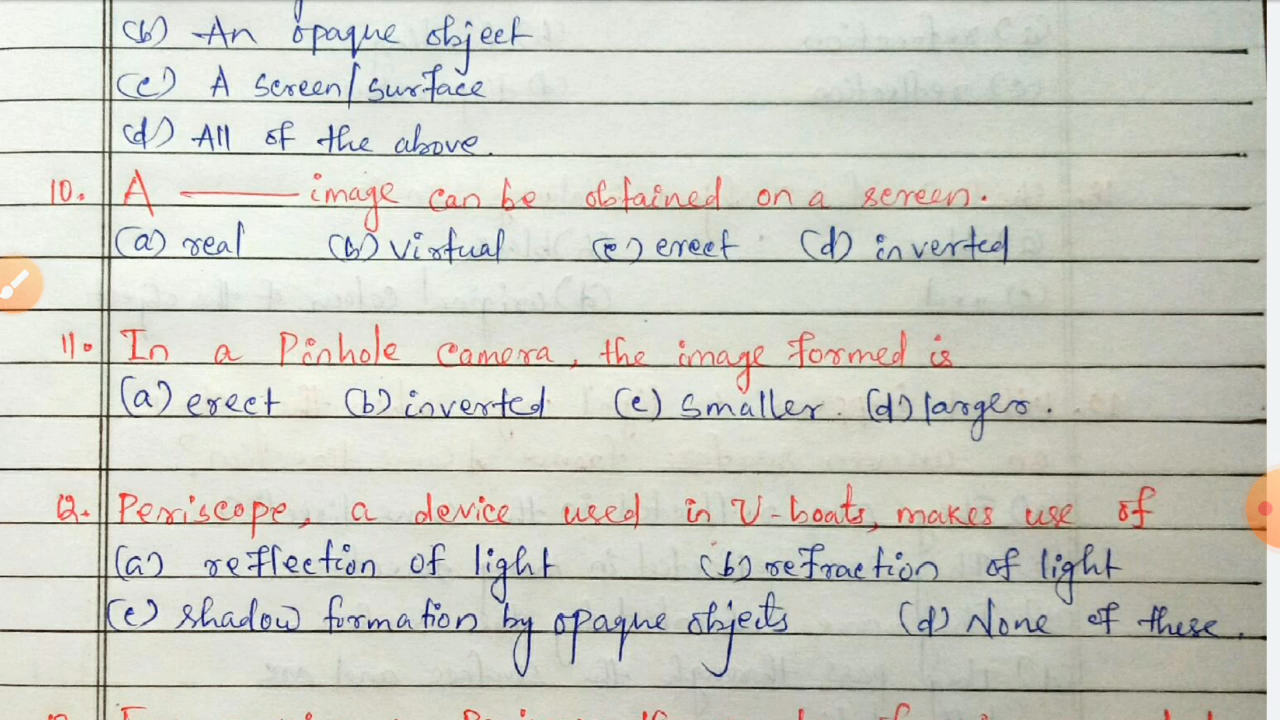 (b) An opaque object
(c) A screen/surface
(d) All of the above.
10. A ——— image can be obtained on a screen.
(a) real (b) virtual (c) erect (d) inverted
11. In a Pinhole camera, the image formed is
(a) erect (b) inverted (c) smaller. (d) larger.
12. Periscope, a device used in U-boats, makes use of
(a) reflection of light (b) refraction of light
(c) shadow formation by opaque objects (d) None of these.